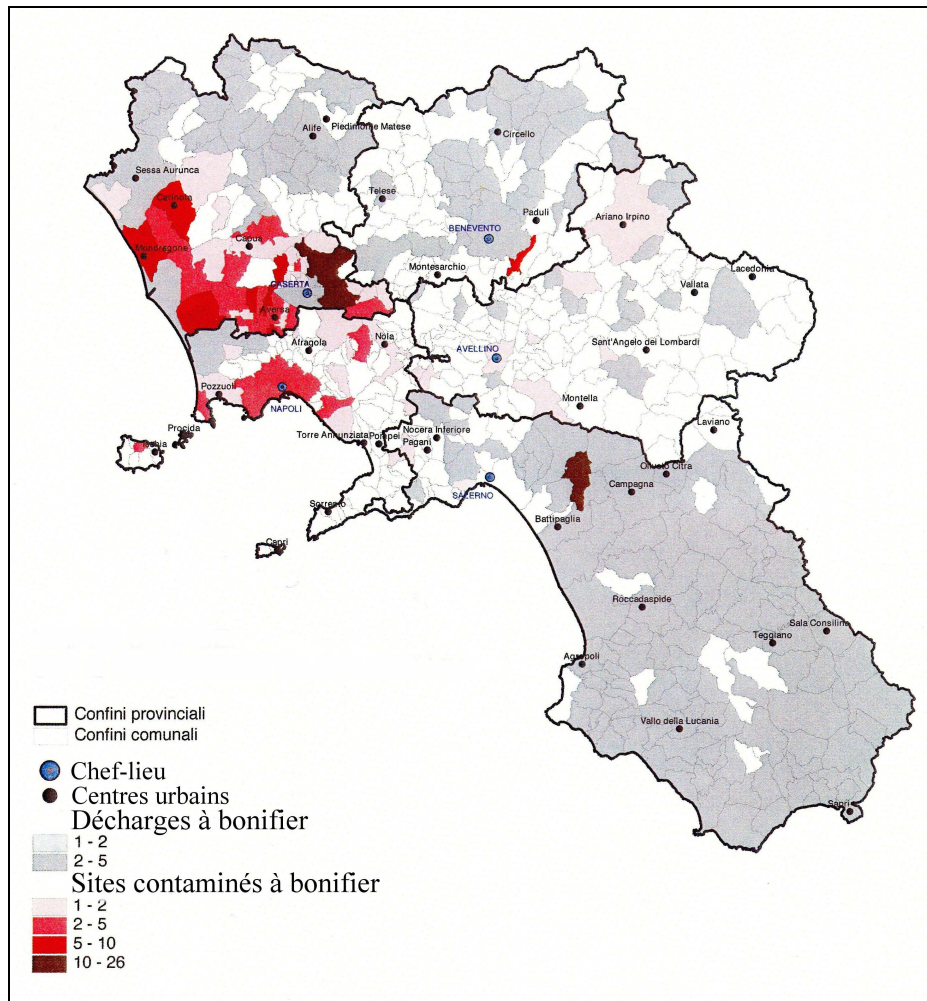 Alife
Piedimonte Matese
Circello
Sessa Aurunca
Telese
Carinola
Paduli
Ariano Irpino
BENEVENTO
Capua
Mondragone
Montesarchio
Lacedonia
Vallata
CASERTA
Aversa
Afragola
Nola
AVELLINO
Sant'Angelo dei Lombardi
Pozzuoli
NAPOLI
Montella
Procida
Ischia
Torre Annunziata
Pompei
Nocera Inferiore
Pagani
Laviano
Oliveto Citra
Campagna
SALERNO
Sorrento
Battipaglia
Capri
Roccadaspide
Sala Consilina
Teggiano
Agropoli
Vallo della Lucania
Sapri
Confini provinciali
Confini comunali
Chef-lieu
Centres urbains
Décharges à bonifier
1 - 2
2 - 5
Sites contaminés à bonifier
1 - 2
2 - 5
5 - 10
10 - 26